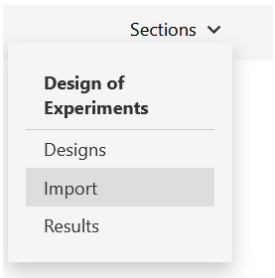 Sections
Design of
Experiments
Designs
Import
Results